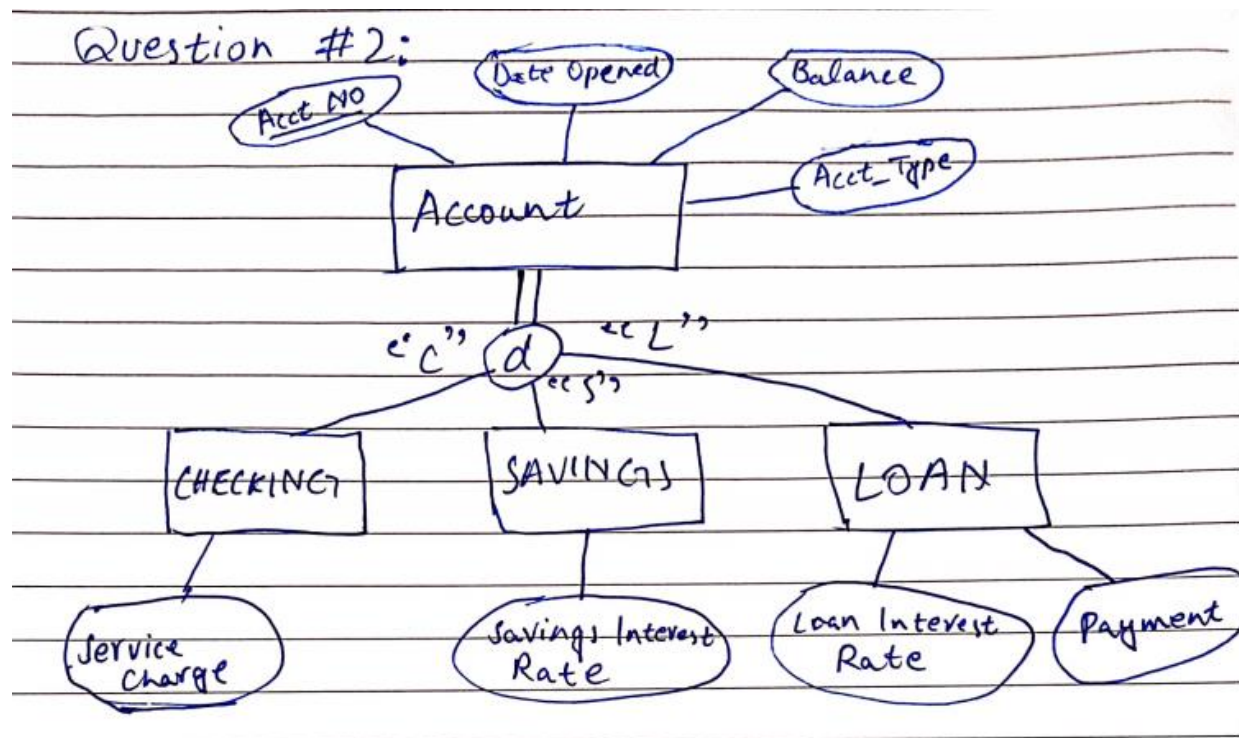 Question #2:
Date Opened
Balance
Acct NO
Acct_Type
Account
d
"C"
"L"
"S"
CHECKING
SAVINGS
LOAN
Service
Charge
Savings Interest
Rate
Loan Interest
Rate
Payment